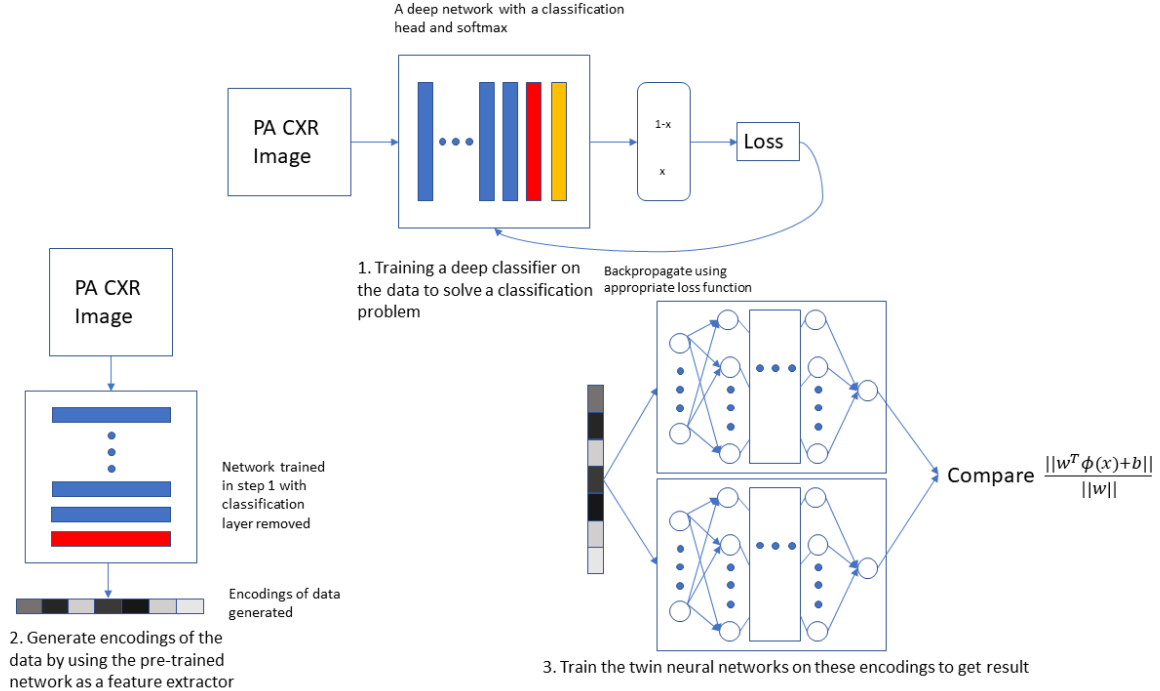 A deep network with a classification
head and softmax
PA CXR
Image
1-x
x
Loss
1. Training a deep classifier on
the data to solve a classification
problem
Backpropagate using
appropriate loss function
PA CXR
Image
Network trained
in step 1 with
classification
layer removed
Encodings of data
generated
2. Generate encodings of the
data by using the pre-trained
network as a feature extractor
Compare ||w^T ϕ(x)+b|| / ||w||
3. Train the twin neural networks on these encodings to get result